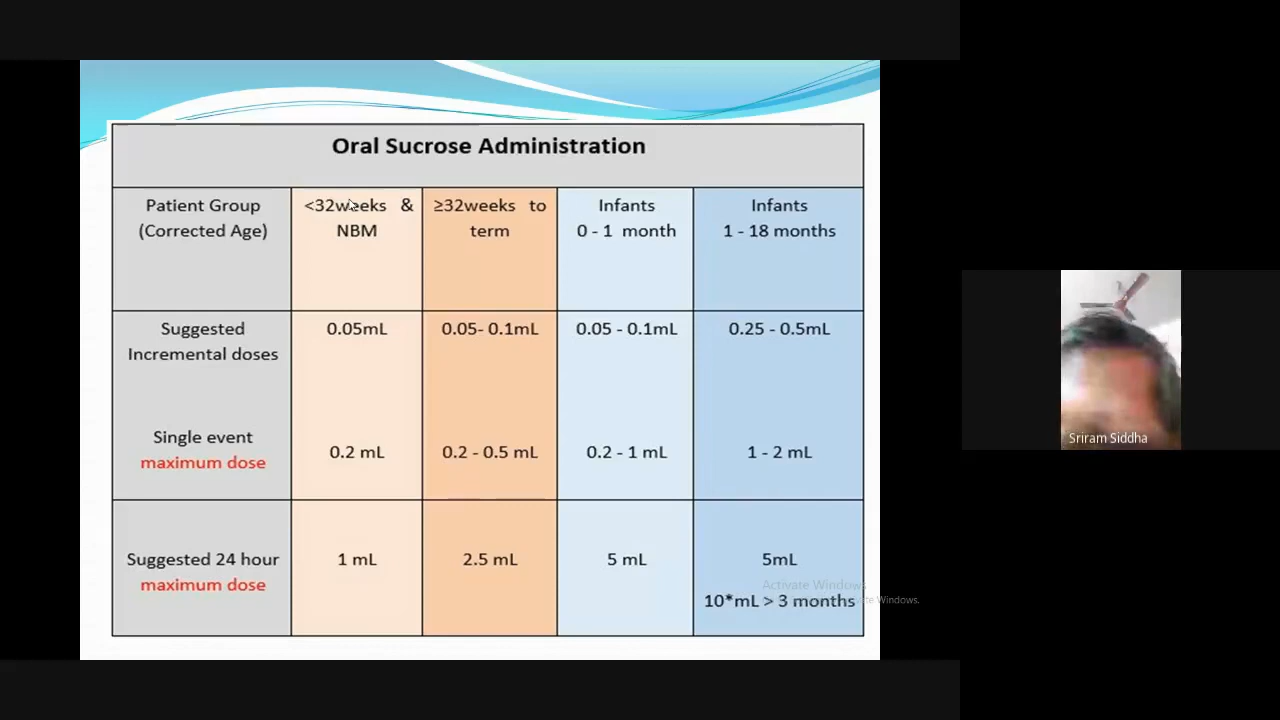 Oral Sucrose Administration
Patient Group
(Corrected Age)
<32weeks &
NBM
≥32weeks to
term
Infants
0 - 1 month
Infants
1 - 18 months
Suggested
Incremental doses
0.05mL
0.05- 0.1mL
0.05 - 0.1mL
0.25 - 0.5mL
Single event
maximum dose
0.2 mL
0.2 - 0.5 mL
0.2 - 1 mL
1 - 2 mL
Suggested 24 hour
maximum dose
1 mL
2.5 mL
5 mL
5mL
10*mL > 3 months
Activate Windows
Windows.
Sriram Siddha